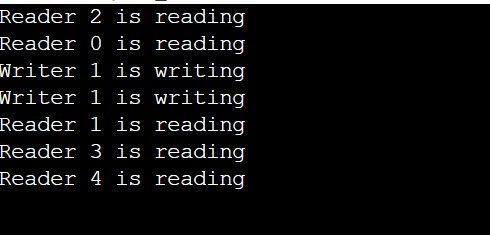 Reader 2 is reading
Reader 0 is reading
Writer 1 is writing
Writer 1 is writing
Reader 1 is reading
Reader 3 is reading
Reader 4 is reading